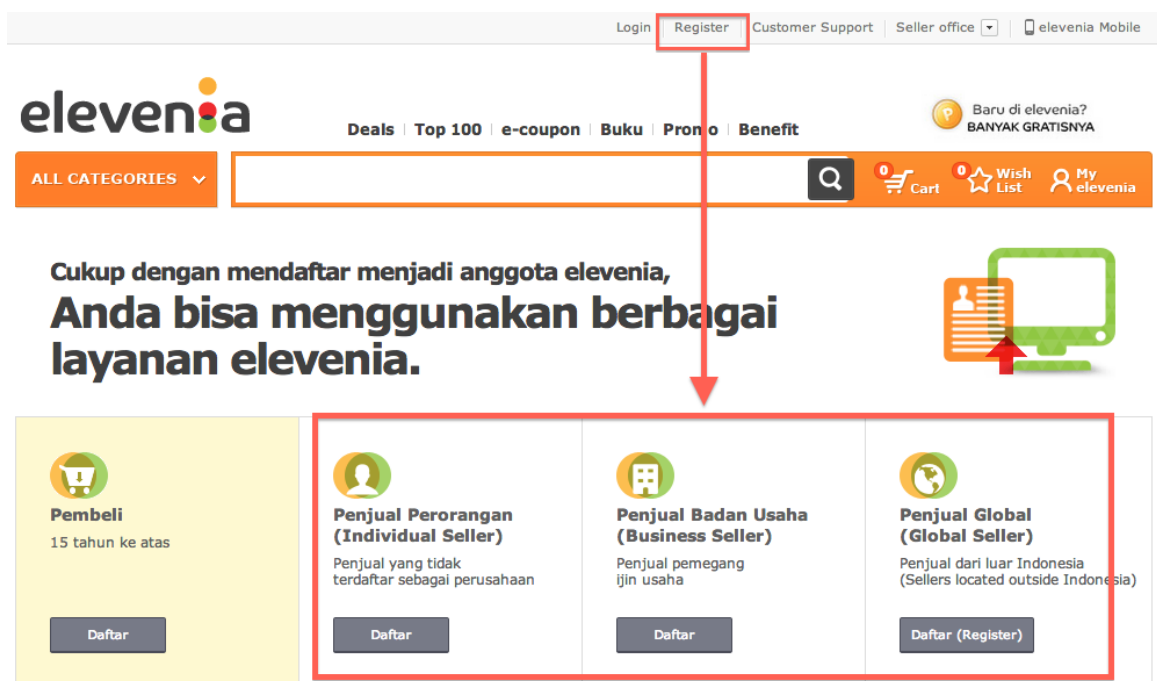 Login Register Customer Support Seller office elevenia Mobile
elevenia
Deals Top 100 e-coupon Buku Promo Benefit
Baru di elevenia?
BANYAK GRATISNYA
ALL CATEGORIES
0 Cart
0 Wish List
My elevenia
Cukup dengan mendaftar menjadi anggota elevenia,
Anda bisa menggunakan berbagai
layanan elevenia.
Pembeli
15 tahun ke atas
Daftar
Penjual Perorangan
(Individual Seller)
Penjual yang tidak
terdaftar sebagai perusahaan
Daftar
Penjual Badan Usaha
(Business Seller)
Penjual pemegang
ijin usaha
Daftar
Penjual Global
(Global Seller)
Penjual dari luar Indonesia
(Sellers located outside Indonesia)
Daftar (Register)